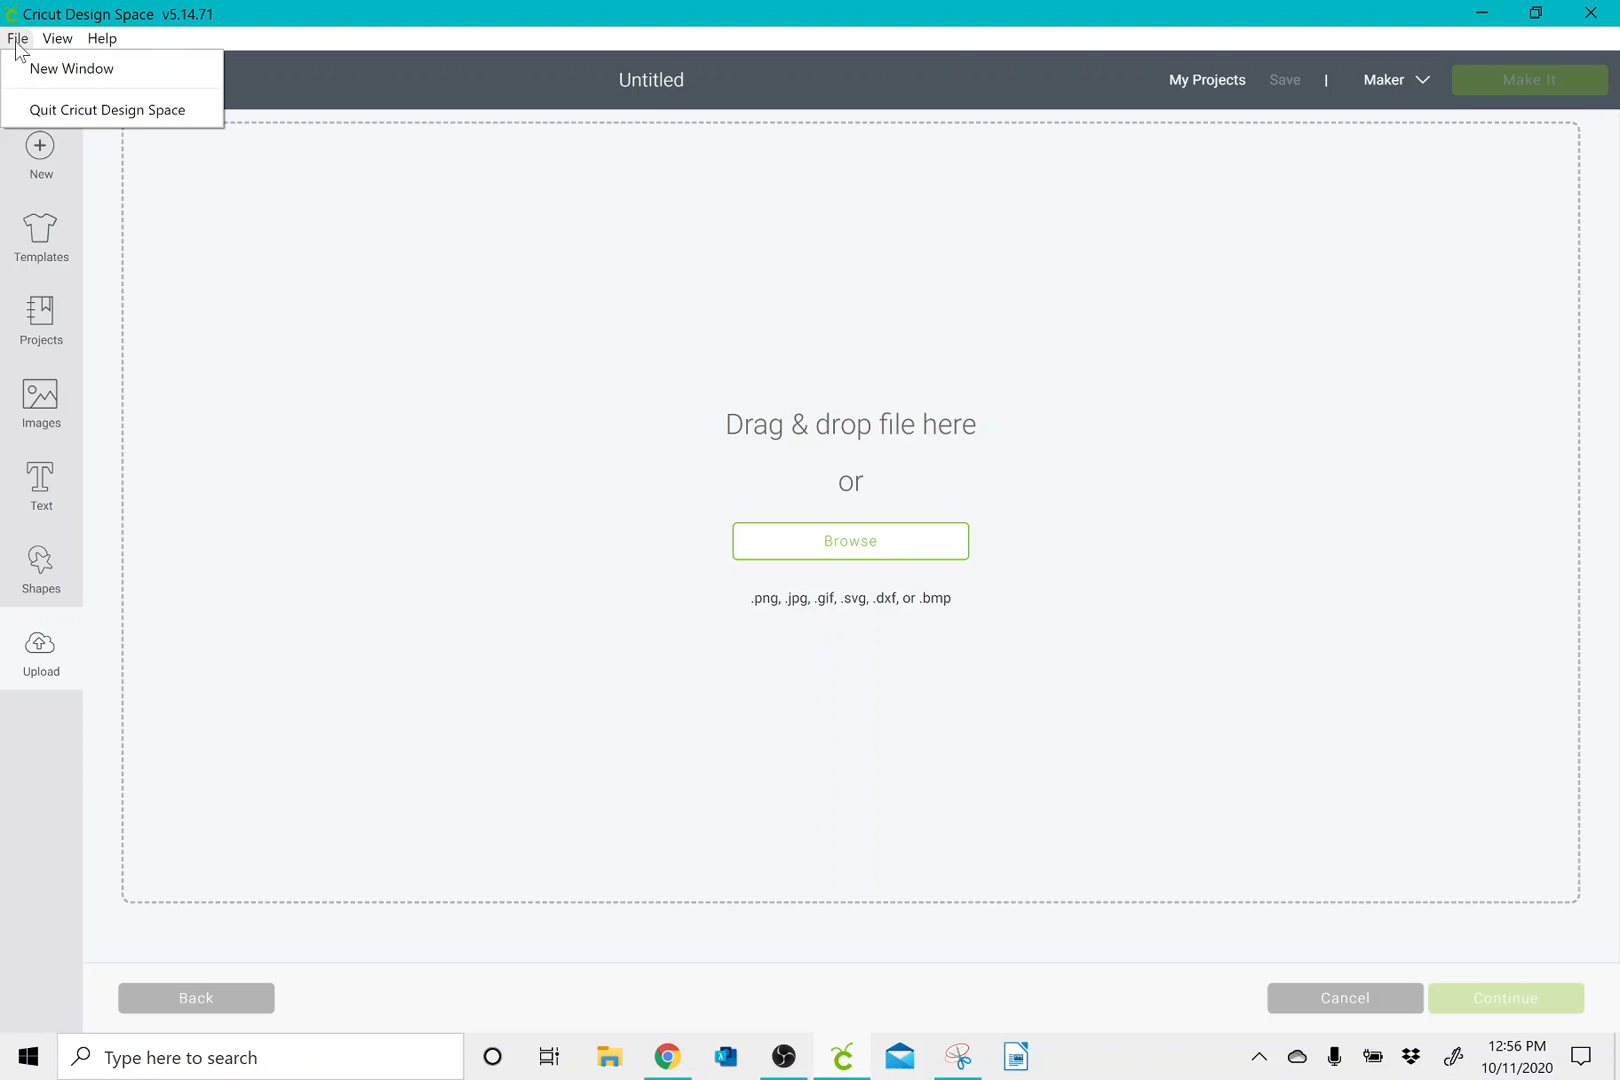 Cricut Design Space v5.14.71
File View Help
New Window
Quit Cricut Design Space
Untitled
My Projects Save | Maker Make It
New
Templates
Projects
Images
Text
Shapes
Upload
Drag & drop file here
or
Browse
.png, .jpg, .gif, .svg, .dxf, or .bmp
Back Cancel Continue
Type here to search
12:56 PM
10/11/2020